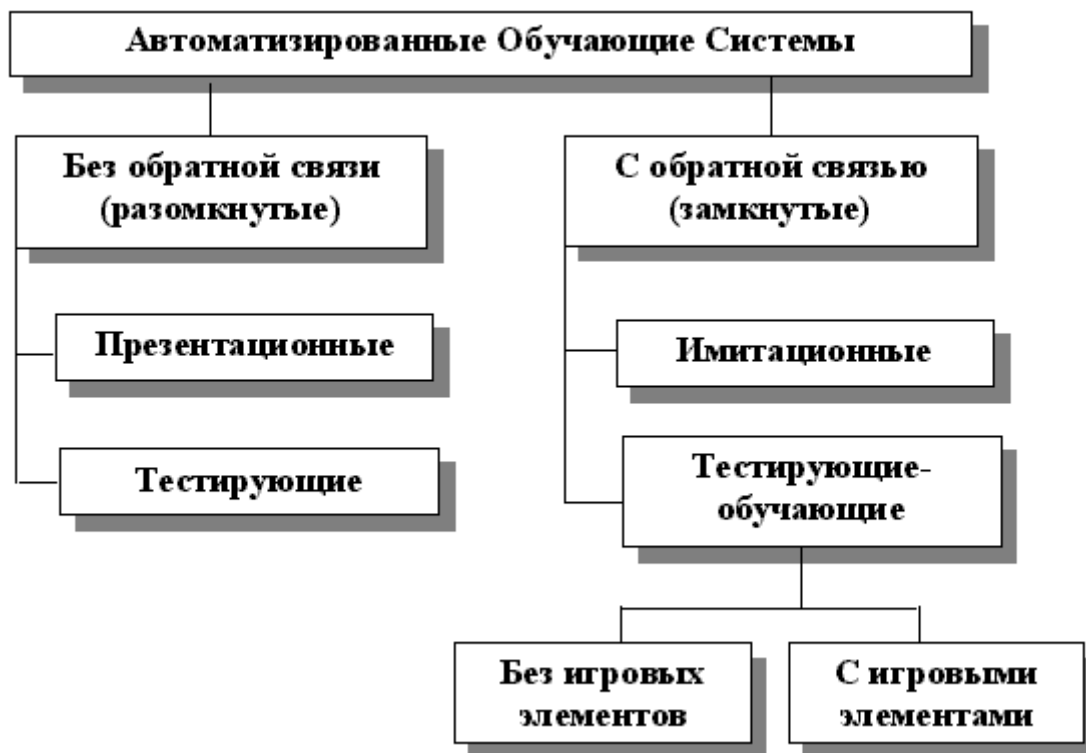 Автоматизированные Обучающие Системы
Без обратной связи
(разомкнутые)
С обратной связью
(замкнутые)
Презентационные
Имитационные
Тестирующие
Тестирующие-
обучающие
Без игровых
элементов
С игровыми
элементами